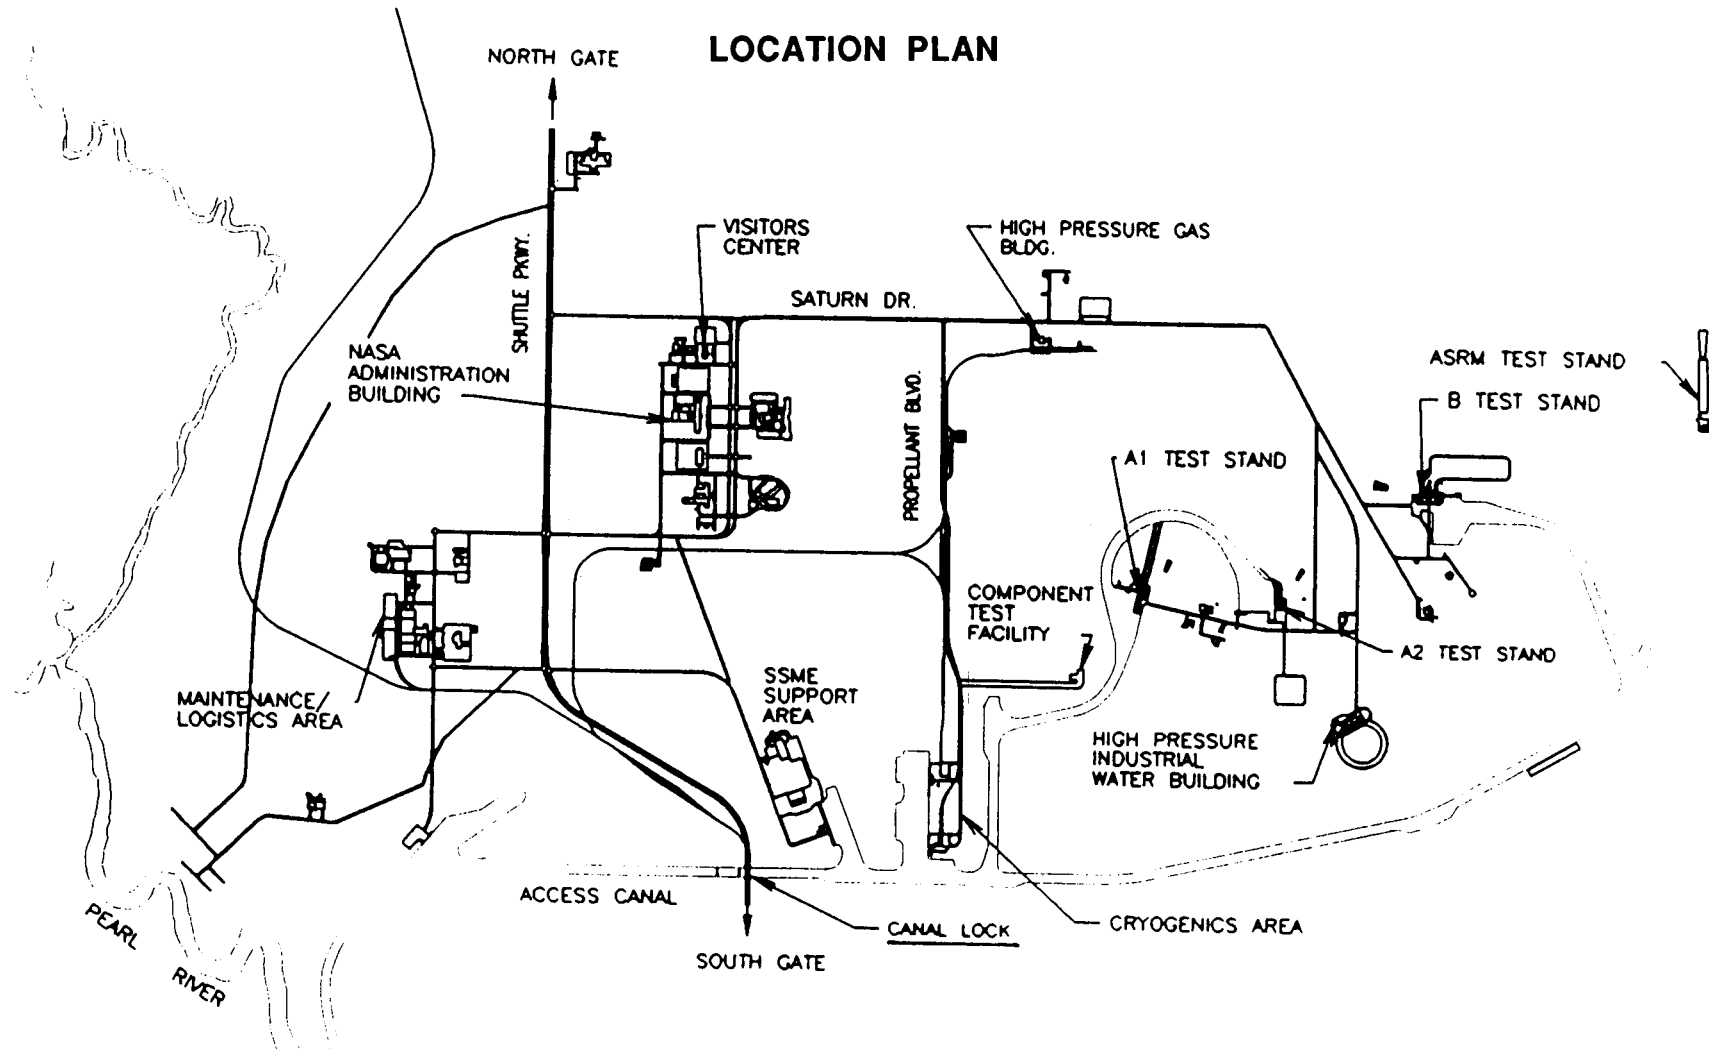 LOCATION PLAN
NORTH GATE
VISITORS
CENTER
HIGH PRESSURE GAS
BLDG.
SHUTTLE PKWY.
SATURN DR.
NASA
ADMINISTRATION
BUILDING
PROPELLANT BLVD.
ASRM TEST STAND
B TEST STAND
A1 TEST STAND
COMPONENT
TEST
FACILITY
A2 TEST STAND
MAINTENANCE/
LOGISTICS AREA
SSME
SUPPORT
AREA
HIGH PRESSURE
INDUSTRIAL
WATER BUILDING
ACCESS CANAL
PEARL
RIVER
CANAL LOCK
CRYOGENICS AREA
SOUTH GATE